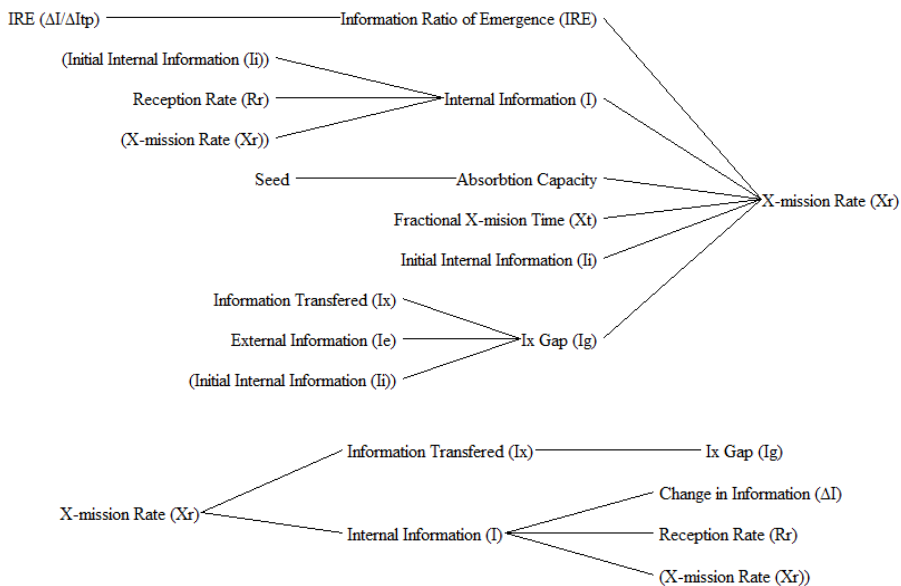 IRE (ΔI/ΔItp) Information Ratio of Emergence (IRE)
(Initial Internal Information (Ii))
Reception Rate (Rr) Internal Information (I)
(X-mission Rate (Xr))
Seed Absorbtion Capacity
X-mission Rate (Xr)
Fractional X-mision Time (Xt)
Initial Internal Information (Ii)
Information Transfered (Ix)
External Information (Ie) Ix Gap (Ig)
(Initial Internal Information (Ii))
Information Transfered (Ix) Ix Gap (Ig)
Change in Information (ΔI)
X-mission Rate (Xr)
Internal Information (I) Reception Rate (Rr)
(X-mission Rate (Xr))